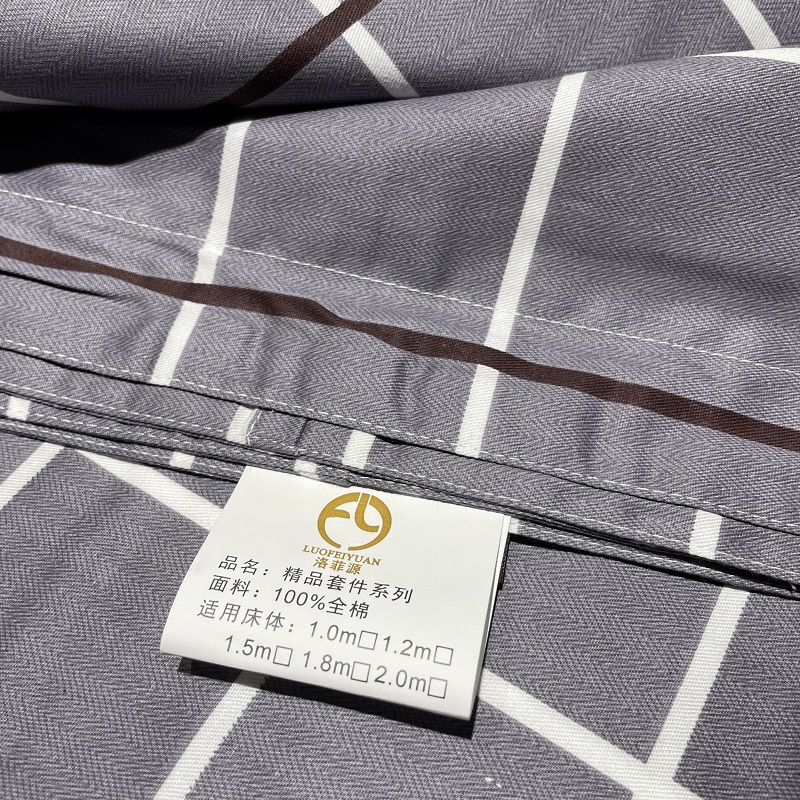 LUOFEIYUAN
洛菲源
品名：精品套件系列
面料：100%全棉
适用床体：1.0m□1.2m□
1.5m□ 1.8m□2.0m□